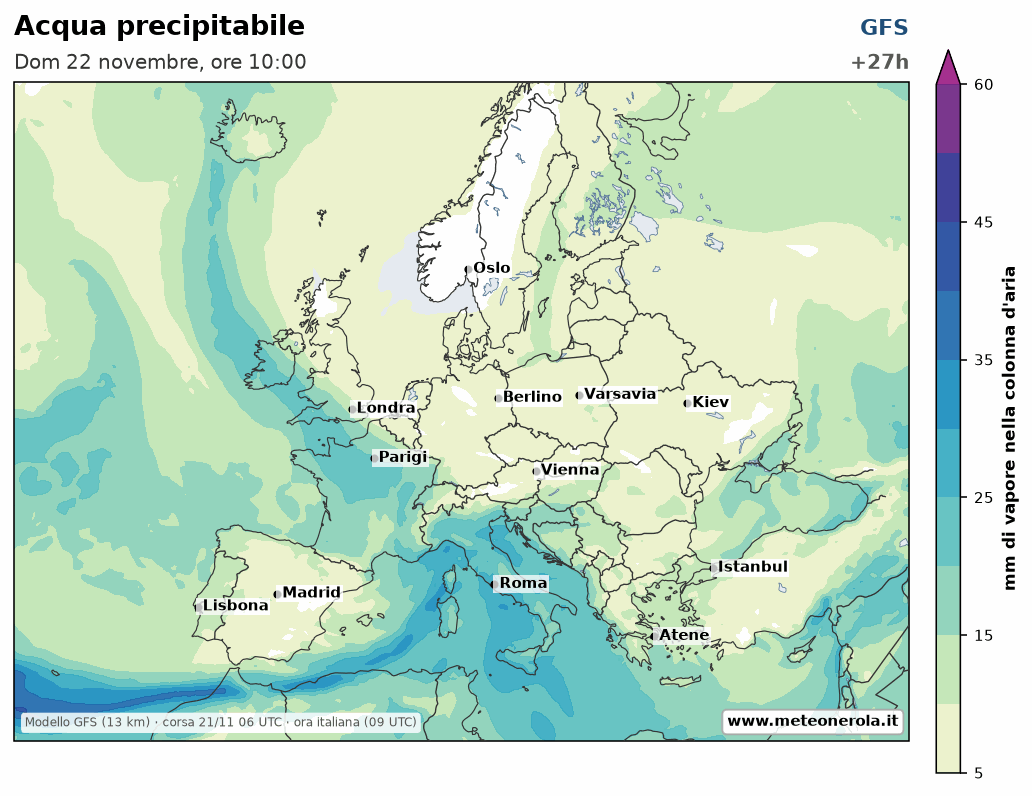 Acqua precipitabile
GFS
Dom 22 novembre, ore 10:00
+27h
60
45
35
25
15
5
mm di vapore nella colonna d'aria
Oslo
Londra
Berlino
Varsavia
Kiev
Parigi
Vienna
Istanbul
Madrid
Roma
Lisbona
Atene
Modello GFS (13 km) · corsa 21/11 06 UTC · ora italiana (09 UTC)
www.meteonerola.it